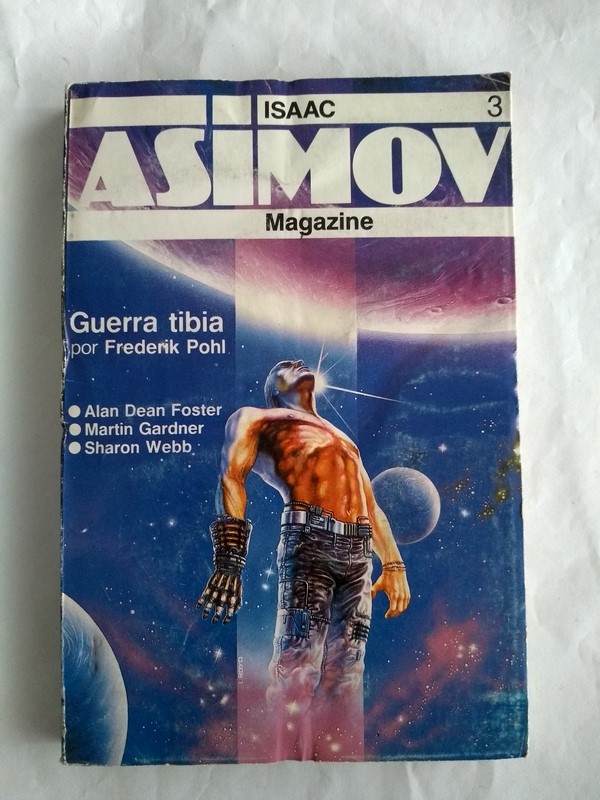 ISAAC 3
ASIMOV
Magazine
Guerra tibia
por Frederik Pohl
● Alan Dean Foster
● Martin Gardner
● Sharon Webb